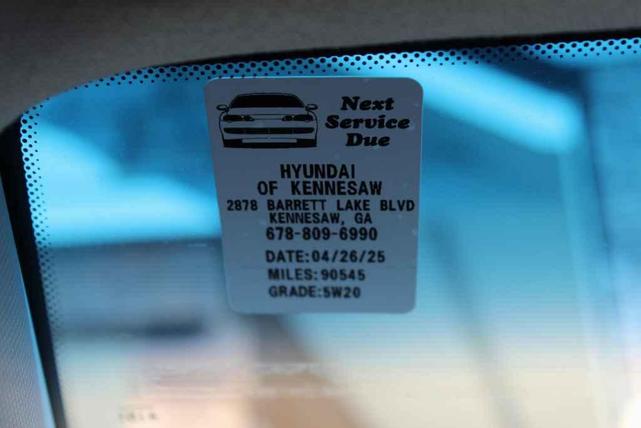 Next
Service
Due
HYUNDAI
OF KENNESAW
2878 BARRETT LAKE BLVD
KENNESAW, GA
678-809-6990
DATE:04/26/25
MILES:90545
GRADE:5W20